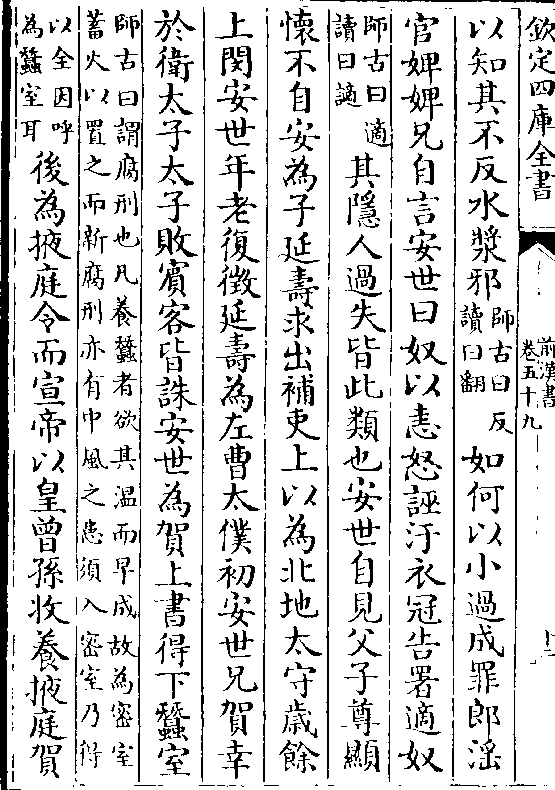 欽定四庫全書
前漢書
卷五十九
以知其不反水漿邪師古曰反讀曰翻如何以小過成罪郎淫
官婢婢兄自言安世曰奴以恚怒誣汙衣冠告署適奴
師古曰適讀曰謫其隱人過失皆此類也安世自見父子尊顯
懷不自安為子延壽求出補吏上以為北地太守歲餘
上閔安世年老復徵延壽為左曹太僕初安世兄賀幸
於衛太子太子敗賓客皆誅安世為賀上書得下蠶室
師古曰謂腐刑也凡養蠶者欲其溫而早成故為密室
蓄火以置之而新腐刑亦有中風之患須入密室乃得
以全因呼為蠶室耳後為掖庭令而宣帝以皇曾孫收養掖庭賀